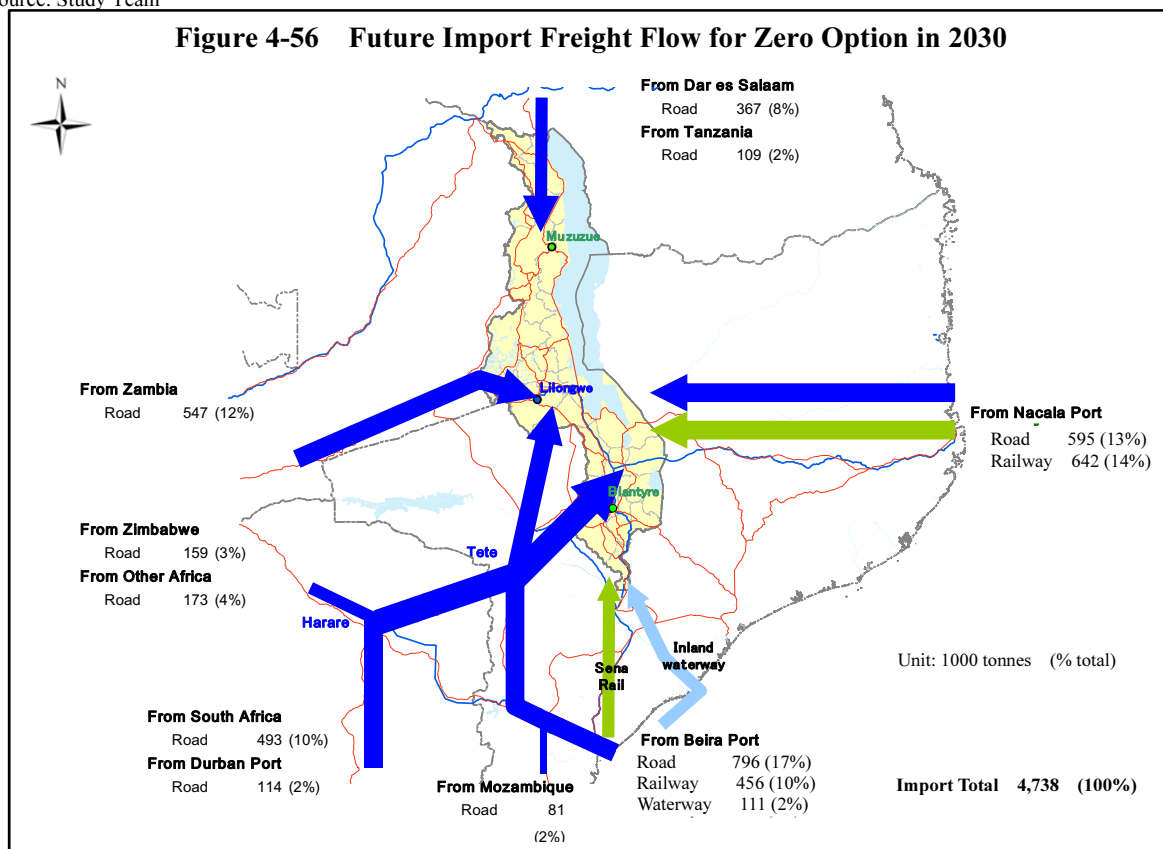 ource: Study Team
Figure 4-56 Future Import Freight Flow for Zero Option in 2030
N
From Dar es Salaam
Road 367 (8%)
From Tanzania
Road 109 (2%)
Muzuzue
From Zambia
Road 547 (12%)
Lilongwe
From Nacala Port
Road 595 (13%)
Railway 642 (14%)
Blantyre
From Zimbabwe
Road 159 (3%)
From Other Africa
Road 173 (4%)
Tete
Harare
Sena
Rail
Inland
waterway
Unit: 1000 tonnes (% total)
From South Africa
Road 493 (10%)
From Durban Port
Road 114 (2%)
From Mozambique
Road 81
(2%)
From Beira Port
Road 796 (17%)
Railway 456 (10%)
Waterway 111 (2%)
Import Total 4,738 (100%)